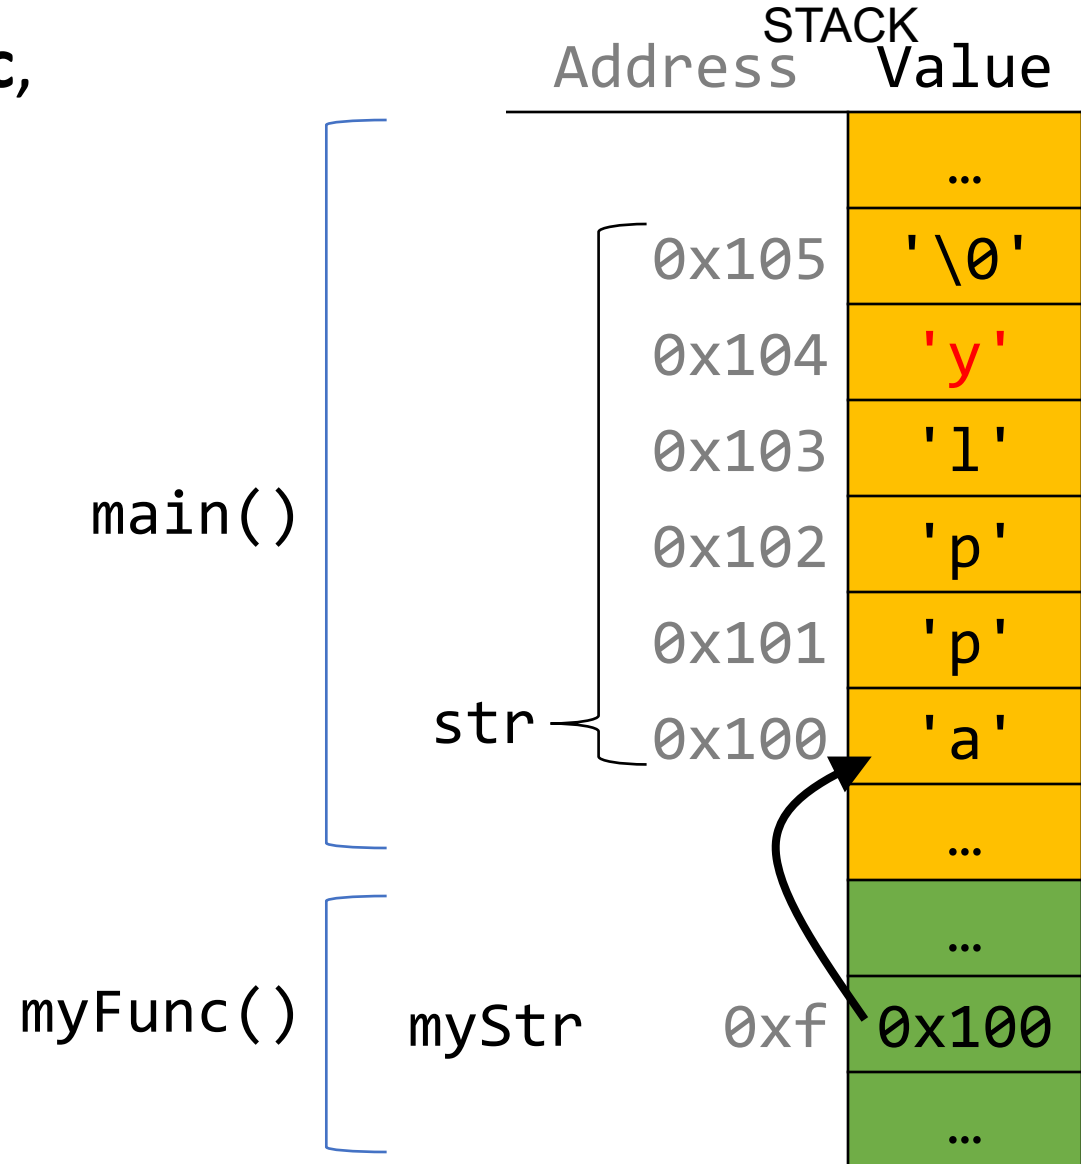 STACK
c,
Address Value
…
0x105 '\0'
0x104 'y'
0x103 'l'
main()
0x102 'p'
0x101 'p'
str 0x100 'a'
…
…
myFunc() myStr 0xf 0x100
…